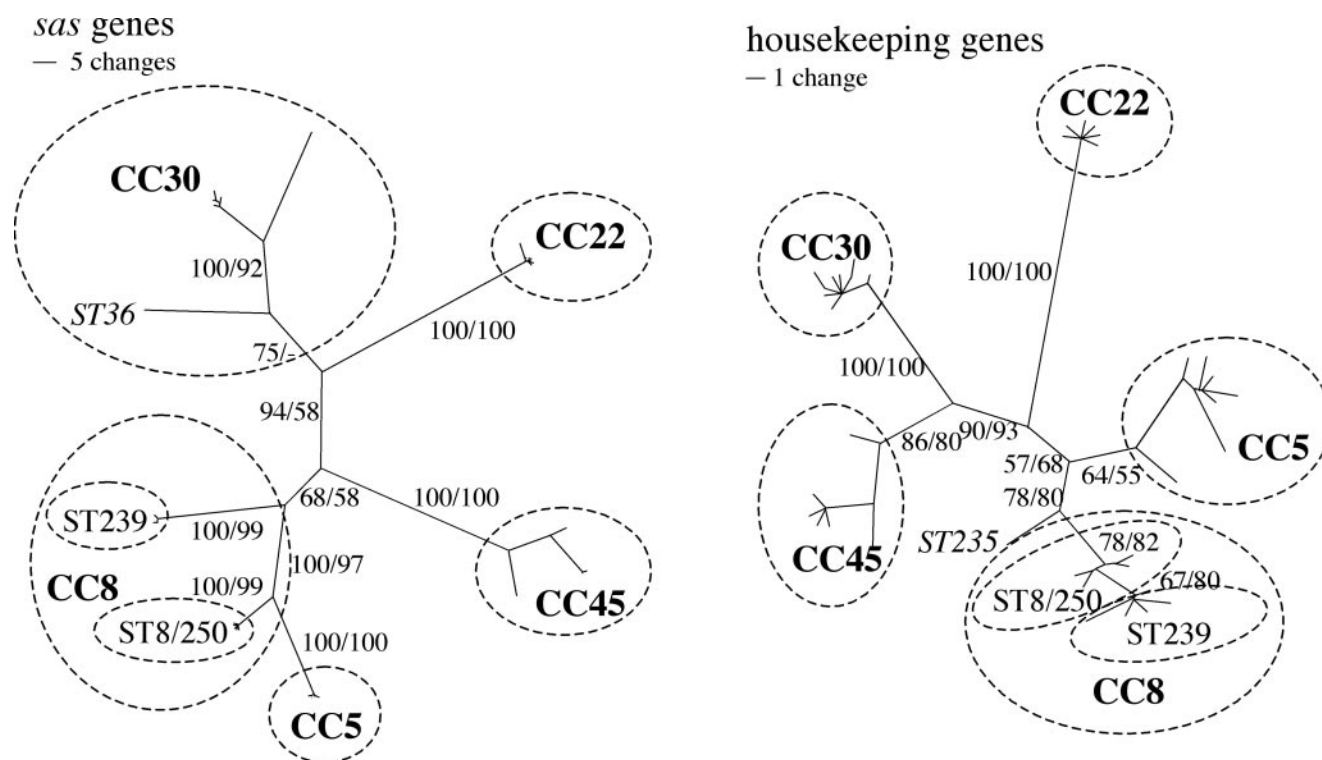 sas genes
— 5 changes
CC30
CC22
100/92
ST36
100/100
75/-
94/58
68/58
100/100
ST239
100/99
100/97
CC8
100/99
ST8/250
CC45
100/100
CC5
housekeeping genes
— 1 change
CC22
CC30
100/100
100/100
86/80
90/93
57/68
64/55
CC5
78/80
ST235
CC45
78/82
67/80
ST8/250
ST239
CC8